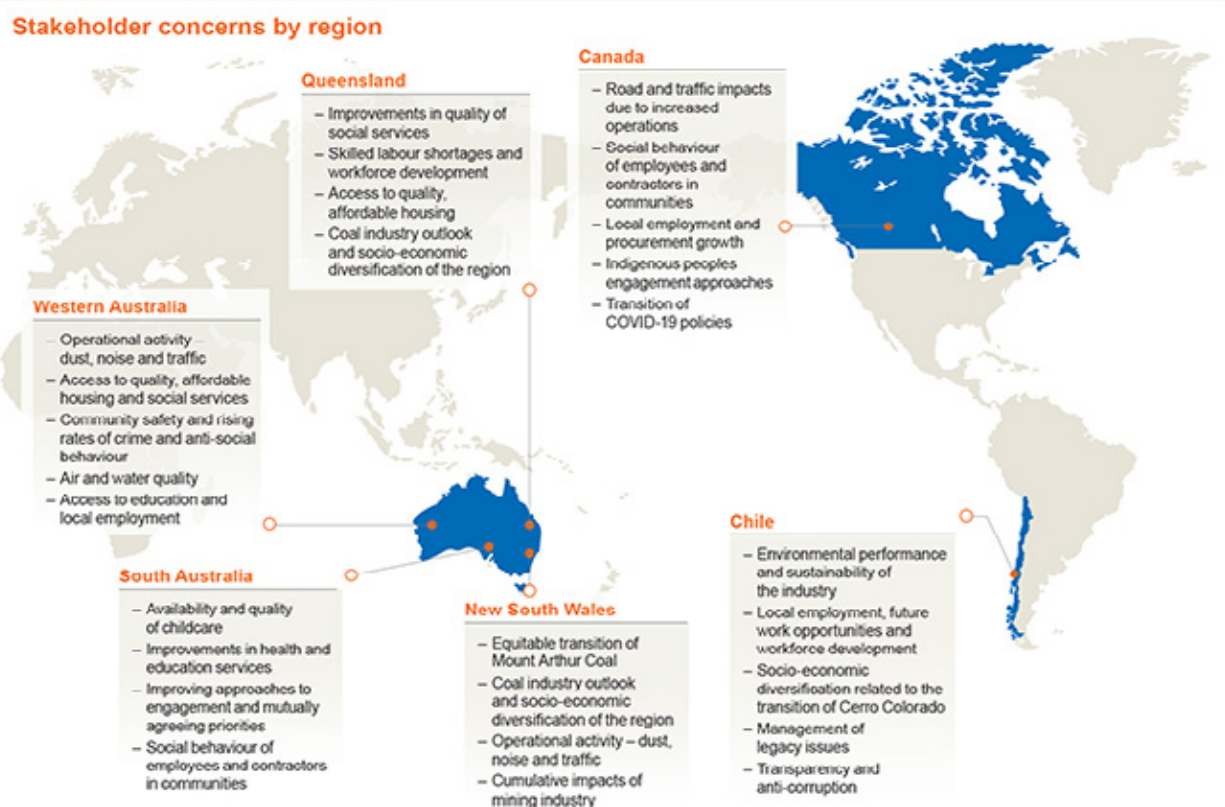 Stakeholder concerns by region
Queensland
– Improvements in quality of
social services
– Skilled labour shortages and
workforce development
– Access to quality,
affordable housing
– Coal industry outlook
and socio-economic
diversification of the region
Canada
– Road and traffic impacts
due to increased
operations
– Social behaviour
of employees and
contractors in
communities
– Local employment and
procurement growth
– Indigenous peoples
engagement approaches
– Transition of
COVID-19 policies
Western Australia
– Operational activity –
dust, noise and traffic
– Access to quality, affordable
housing and social services
– Community safety and rising
rates of crime and anti-social
behaviour
– Air and water quality
– Access to education and
local employment
South Australia
– Availability and quality
of childcare
– Improvements in health and
education services
– Improving approaches to
engagement and mutually
agreeing priorities
– Social behaviour of
employees and contractors
in communities
New South Wales
– Equitable transition of
Mount Arthur Coal
– Coal industry outlook
and socio-economic
diversification of the region
– Operational activity – dust,
noise and traffic
– Cumulative impacts of
mining industry
Chile
– Environmental performance
and sustainability of
the industry
– Local employment, future
work opportunities and
workforce development
– Socio-economic
diversification related to the
transition of Cerro Colorado
– Management of
legacy issues
– Transparency and
anti-corruption